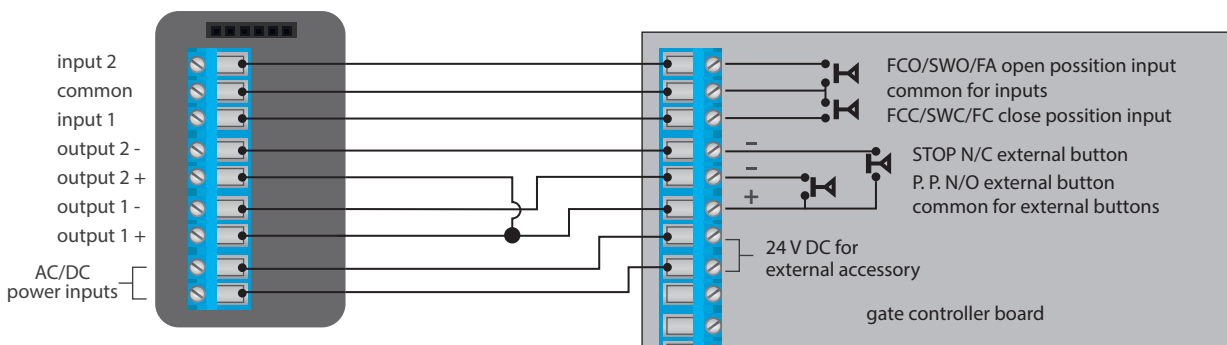 input 2
common
input 1
output 2 -
output 2 +
output 1 -
output 1 +
AC/DC
power inputs
FCO/SWO/FA open possition input
common for inputs
FCC/SWC/FC close possition input
−
STOP N/C external button
−
P. P. N/O external button
+
common for external buttons
24 V DC for
external accessory
gate controller board